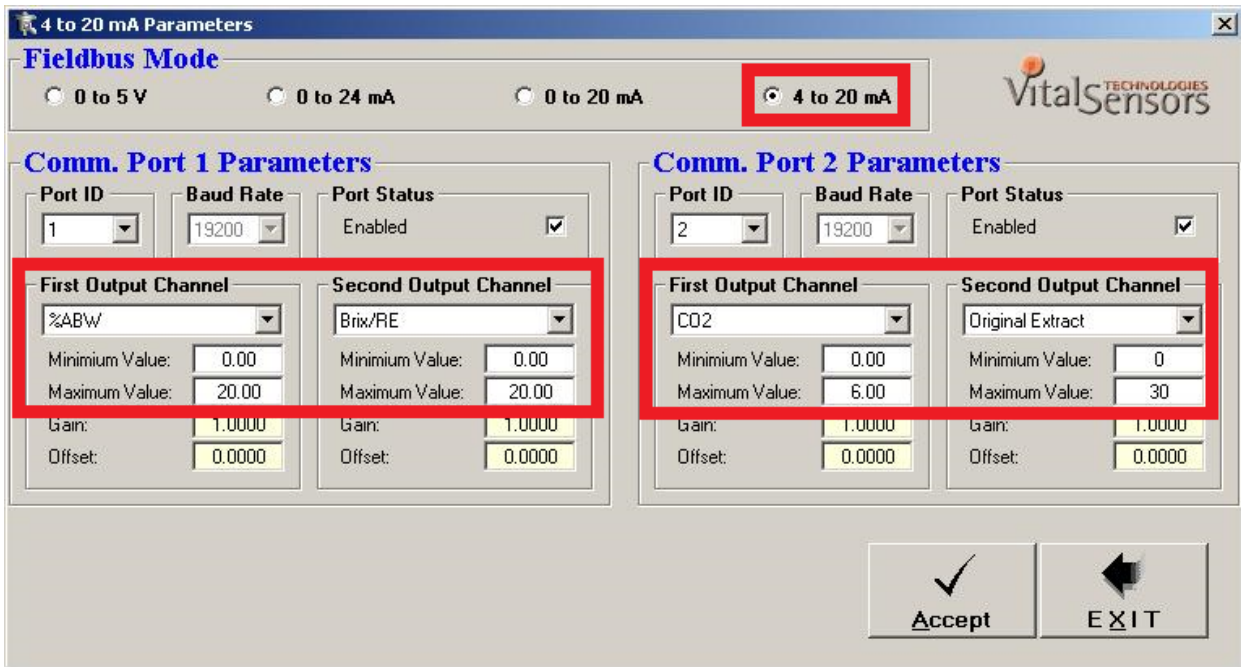 4 to 20 mA Parameters
Fieldbus Mode
0 to 5 V
0 to 24 mA
0 to 20 mA
4 to 20 mA
VitalSensors
TECHNOLOGIES
Comm. Port 1 Parameters
Port ID
1
Baud Rate
19200
Port Status
Enabled
First Output Channel
%ABW
Minimium Value: 0.00
Maximum Value: 20.00
Gain: 1.0000
Offset: 0.0000
Second Output Channel
Brix/RE
Minimium Value: 0.00
Maximum Value: 20.00
Gain: 1.0000
Offset: 0.0000
Comm. Port 2 Parameters
Port ID
2
Baud Rate
19200
Port Status
Enabled
First Output Channel
CO2
Minimium Value: 0.00
Maximum Value: 6.00
Gain: 1.0000
Offset: 0.0000
Second Output Channel
Original Extract
Minimium Value: 0
Maximum Value: 30
Gain: 1.0000
Offset: 0.0000
Accept
EXIT